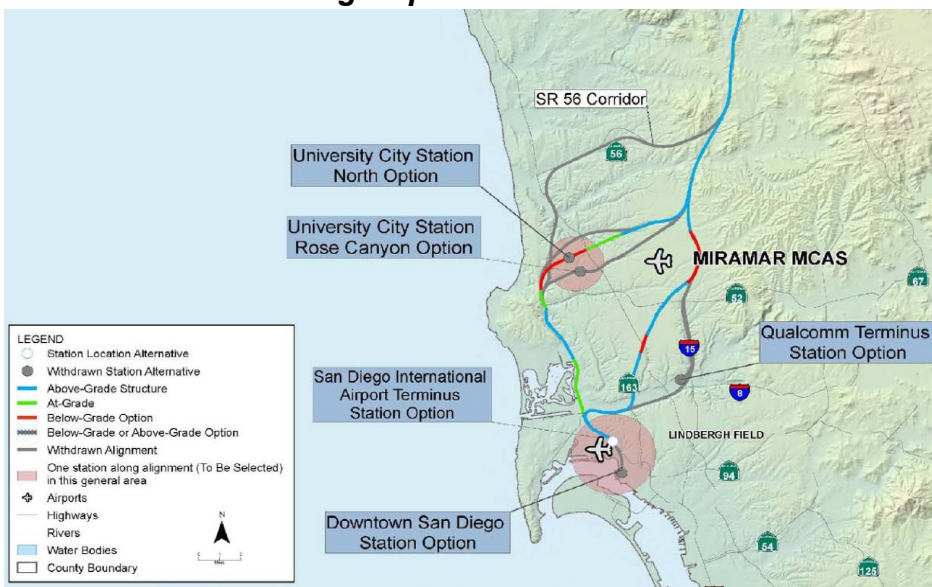 SR 56 Corridor
56
University City Station
North Option
University City Station
Rose Canyon Option
MIRAMAR MCAS
67
52
Qualcomm Terminus
Station Option
15
San Diego International
Airport Terminus
Station Option
163
8
LINDBERGH FIELD
94
Downtown San Diego
Station Option
54
125
LEGEND
Station Location Alternative
Withdrawn Station Alternative
Above-Grade Structure
At-Grade
Below-Grade Option
Below-Grade or Above-Grade Option
Withdrawn Alignment
One station along alignment (To Be Selected)
in this general area
Airports
Highways
Rivers
Water Bodies
County Boundary
N
Miles